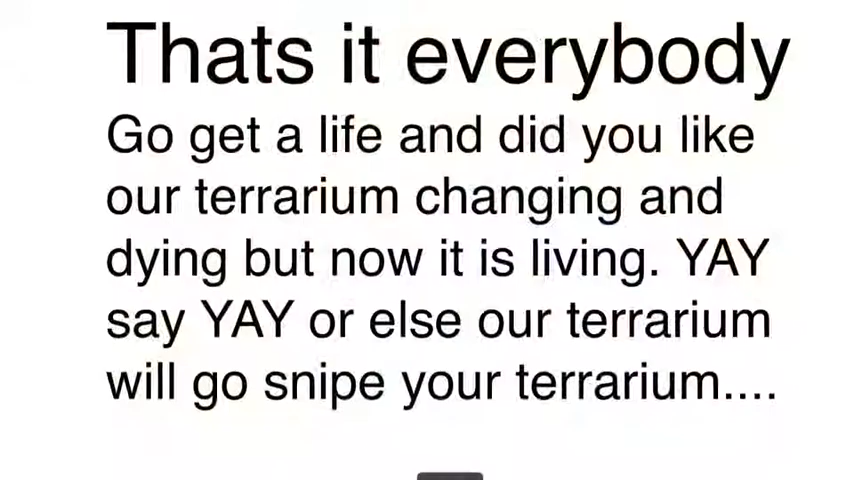 Thats it everybody
Go get a life and did you like
our terrarium changing and
dying but now it is living. YAY
say YAY or else our terrarium
will go snipe your terrarium....